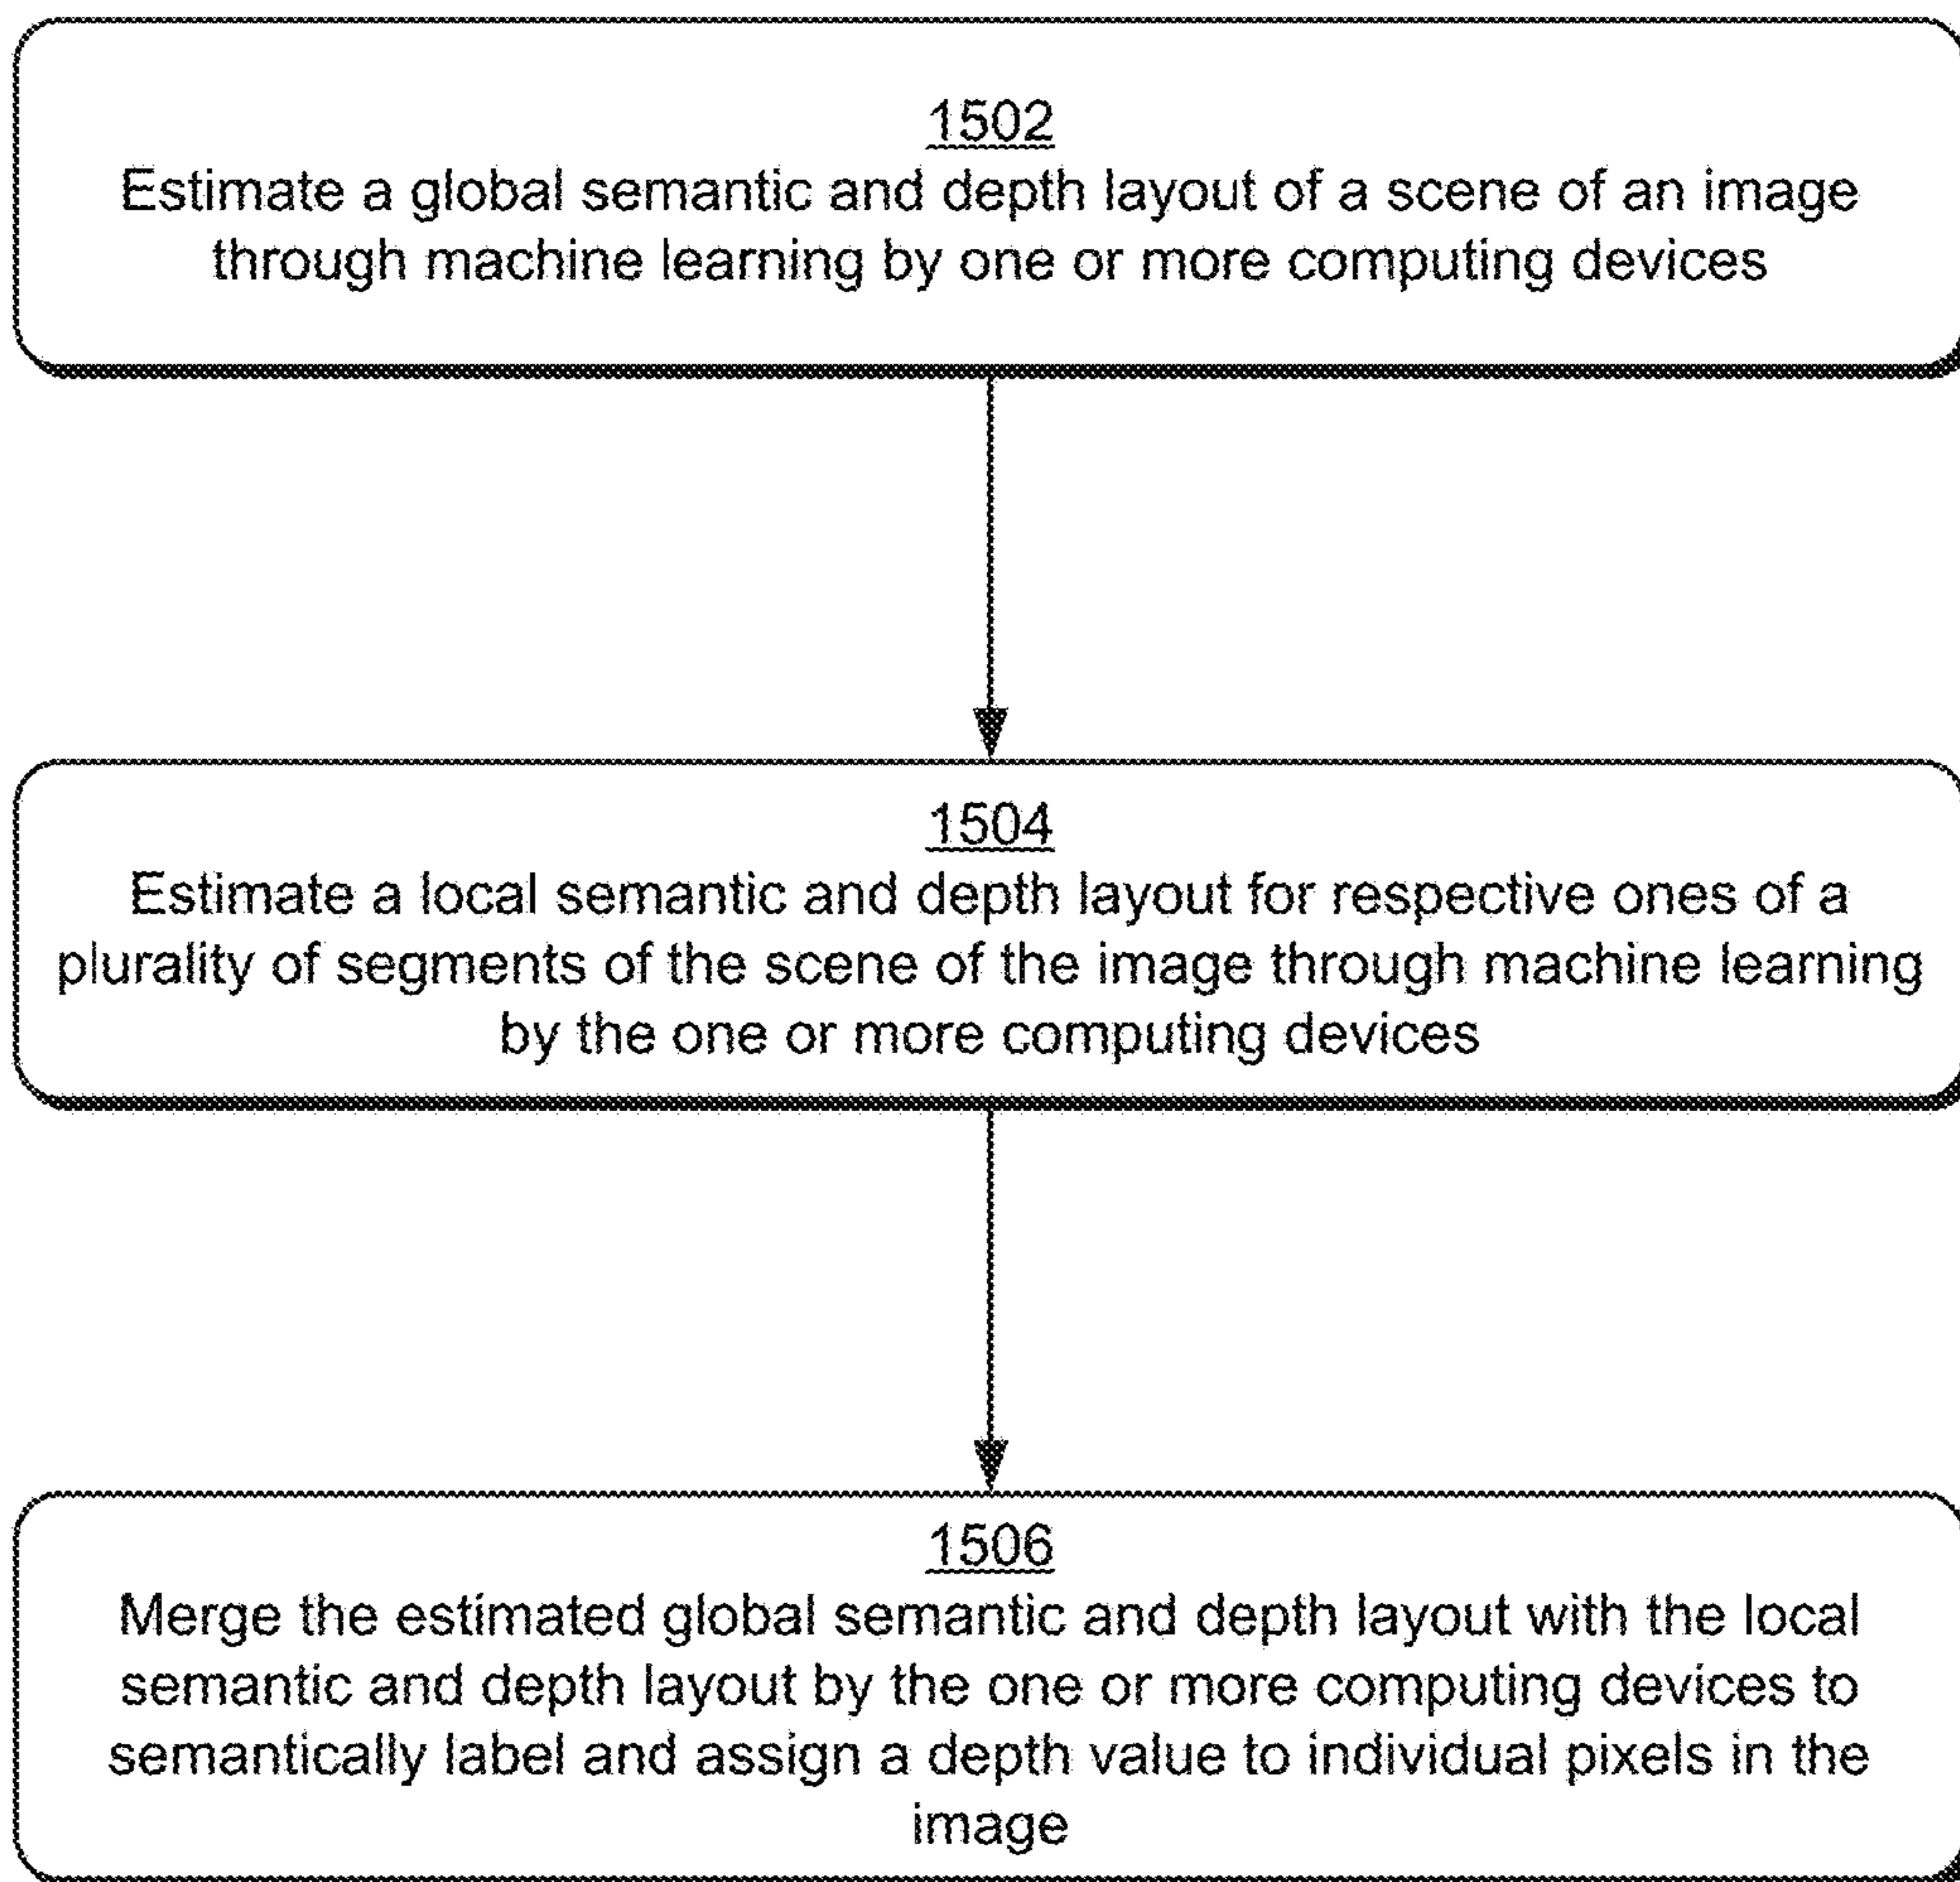 1502
Estimate a global semantic and depth layout of a scene of an image
through machine learning by one or more computing devices
1504
Estimate a local semantic and depth layout for respective ones of a
plurality of segments of the scene of the image through machine learning
by the one or more computing devices
1506
Merge the estimated global semantic and depth layout with the local
semantic and depth layout by the one or more computing devices to
semantically label and assign a depth value to individual pixels in the
image